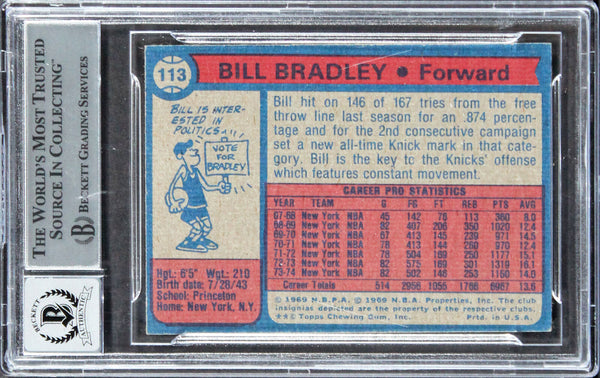 THE WORLD'S MOST TRUSTED
SOURCE IN COLLECTING™
BECKETT GRADING SERVICES
BECKETT
AUTHENTIC
113
BILL BRADLEY ● Forward
BILL IS INTER-
ESTED IN
POLITICS
VOTE
FOR
BRADLEY
Hgt: 6'5" Wgt: 210
Birth date: 7/28/43
School: Princeton
Home: New York, N.Y.
Bill hit on 146 of 167 tries from the free
throw line last season for an .874 per-
centage and for the 2nd consecutive campaign
set a new all-time Knick mark in that cat-
egory. Bill is the key to the Knicks' offense
which features constant movement.
CAREER PRO STATISTICS
YEAR TEAM G FG FT REB PTS AVG
67-68 New York NBA 45 142 76 113 360 8.0
68-69 New York NBA 82 407 206 350 1020 12.4
69-70 New York NBA 67 413 145 239 971 14.5
70-71 New York NBA 78 413 144 260 970 12.4
71-72 New York NBA 78 504 169 250 1177 15.1
72-73 New York NBA 82 575 169 301 1319 16.1
73-74 New York NBA 82 502 146 253 1150 14.0
Career Totals 514 2956 1055 1766 6967 13.6
© 1969 N.B.P.A. © 1969 N.B.A. Properties, Inc. The club
insignias depicted are the property of the respective clubs.
★★© Topps Chewing Gum, Inc. Prtd. in U.S.A.